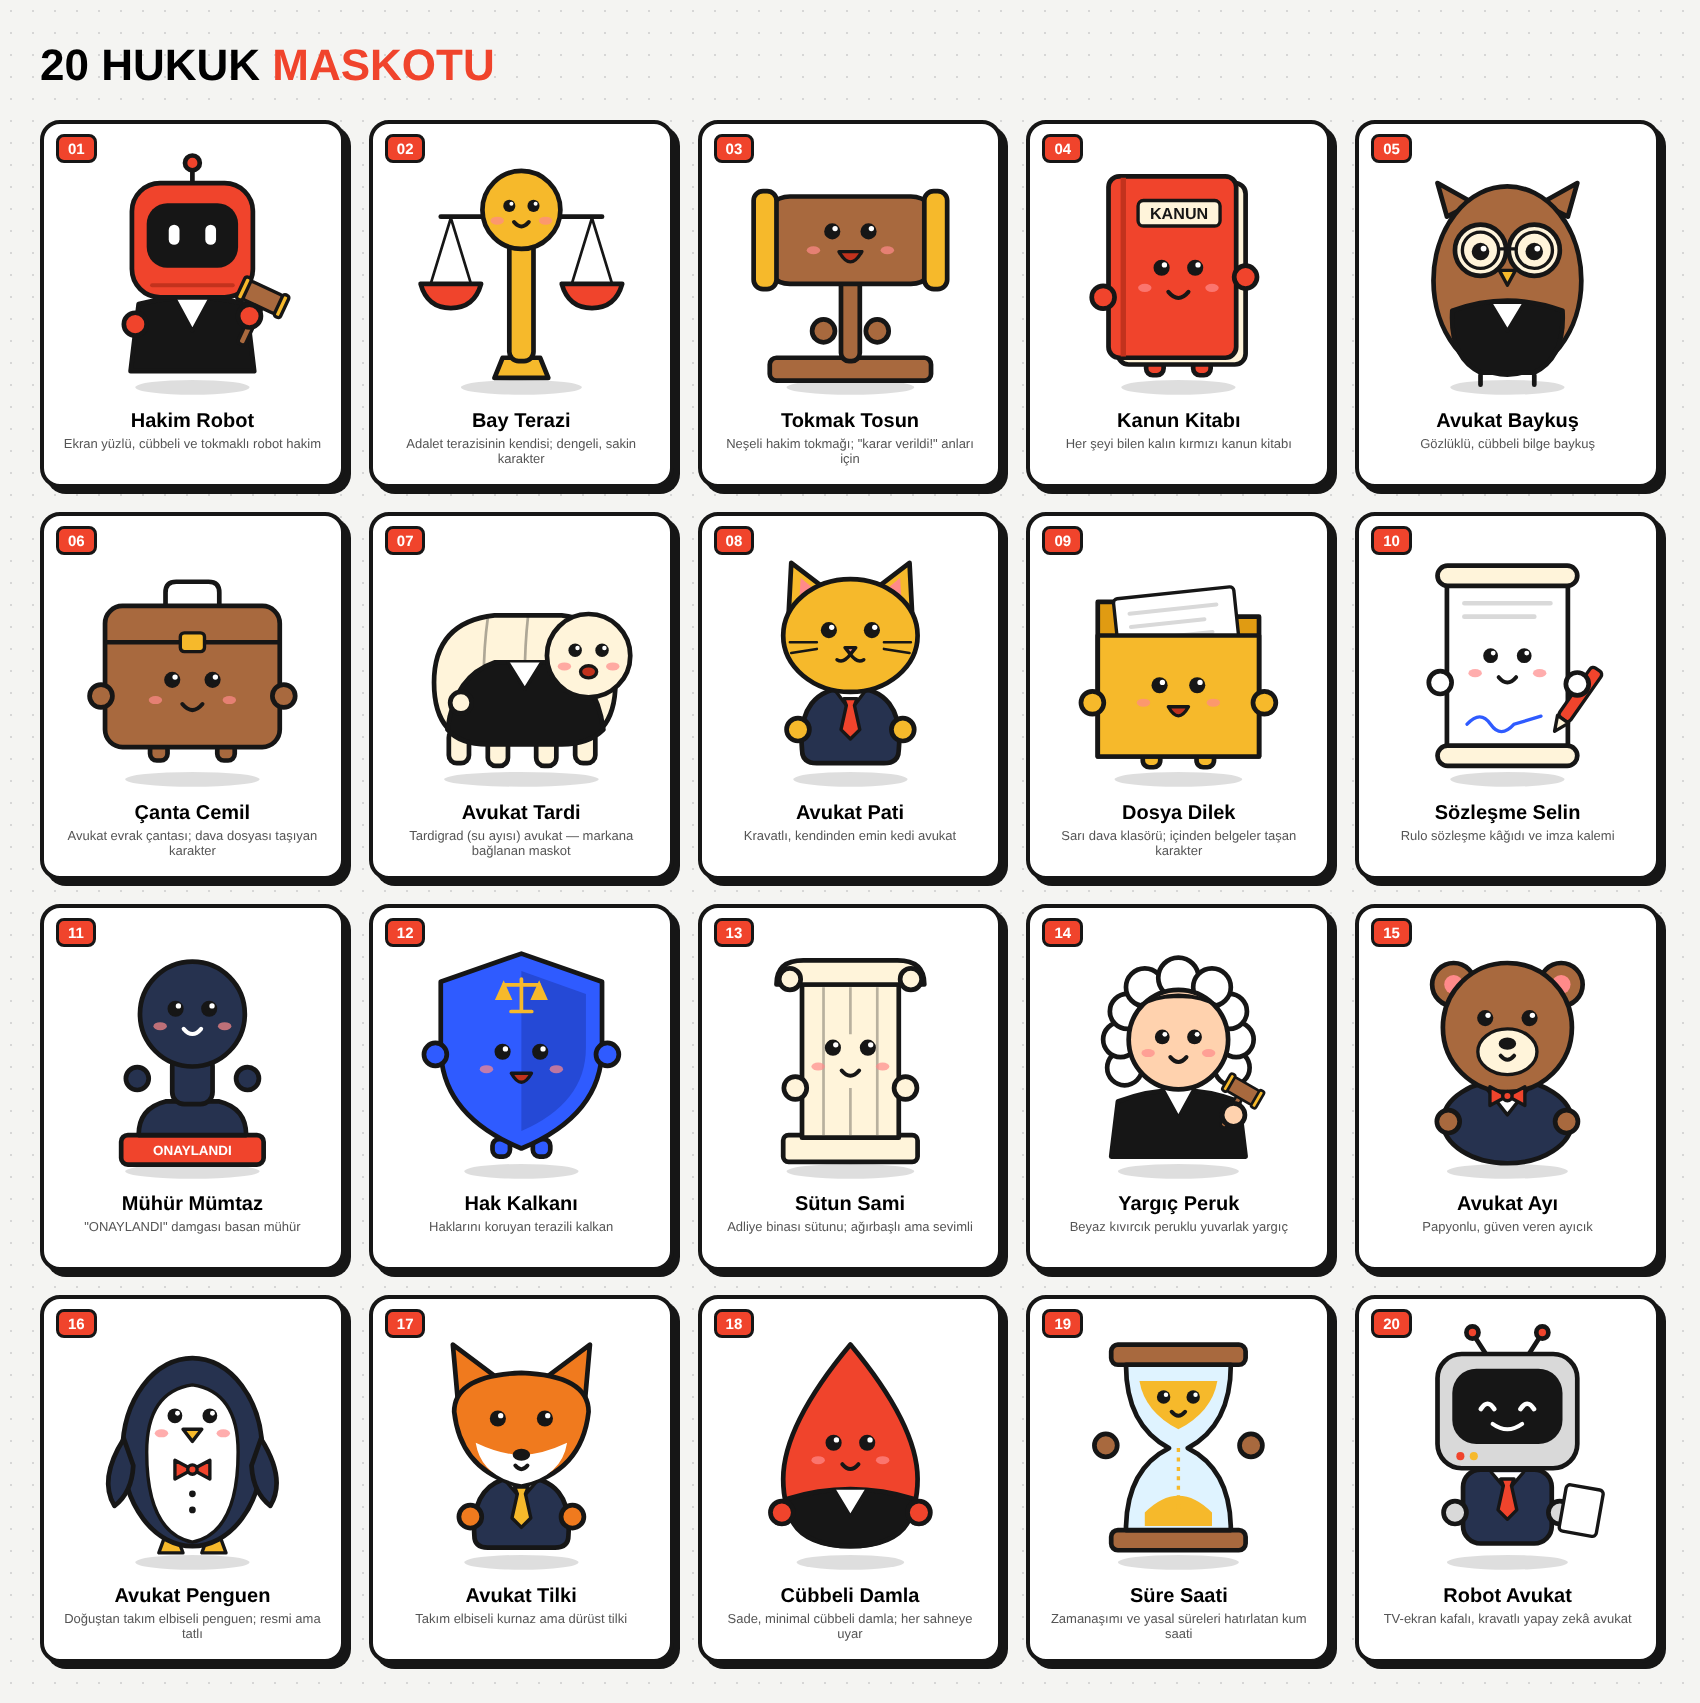 20 HUKUK MASKOTU
01
Hakim Robot
Ekran yüzlü, cübbeli ve tokmaklı robot hakim
02
Bay Terazi
Adalet terazisinin kendisi; dengeli, sakin
karakter
03
Tokmak Tosun
Neşeli hakim tokmağı; "karar verildi!" anları
için
04
KANUN
Kanun Kitabı
Her şeyi bilen kalın kırmızı kanun kitabı
05
Avukat Baykuş
Gözlüklü, cübbeli bilge baykuş
06
Çanta Cemil
Avukat evrak çantası; dava dosyası taşıyan
karakter
07
Avukat Tardi
Tardigrad (su ayısı) avukat — markana
bağlanan maskot
08
Avukat Pati
Kravatlı, kendinden emin kedi avukat
09
Dosya Dilek
Sarı dava klasörü; içinden belgeler taşan
karakter
10
Sözleşme Selin
Rulo sözleşme kâğıdı ve imza kalemi
11
ONAYLANDI
Mühür Mümtaz
"ONAYLANDI" damgası basan mühür
12
Hak Kalkanı
Haklarını koruyan terazili kalkan
13
Sütun Sami
Adliye binası sütunu; ağırbaşlı ama sevimli
14
Yargıç Peruk
Beyaz kıvırcık peruklu yuvarlak yargıç
15
Avukat Ayı
Papyonlu, güven veren ayıcık
16
Avukat Penguen
Doğuştan takım elbiseli penguen; resmi ama
tatlı
17
Avukat Tilki
Takım elbiseli kurnaz ama dürüst tilki
18
Cübbeli Damla
Sade, minimal cübbeli damla; her sahneye
uyar
19
Süre Saati
Zamanaşımı ve yasal süreleri hatırlatan kum
saati
20
Robot Avukat
TV-ekran kafalı, kravatlı yapay zekâ avukat